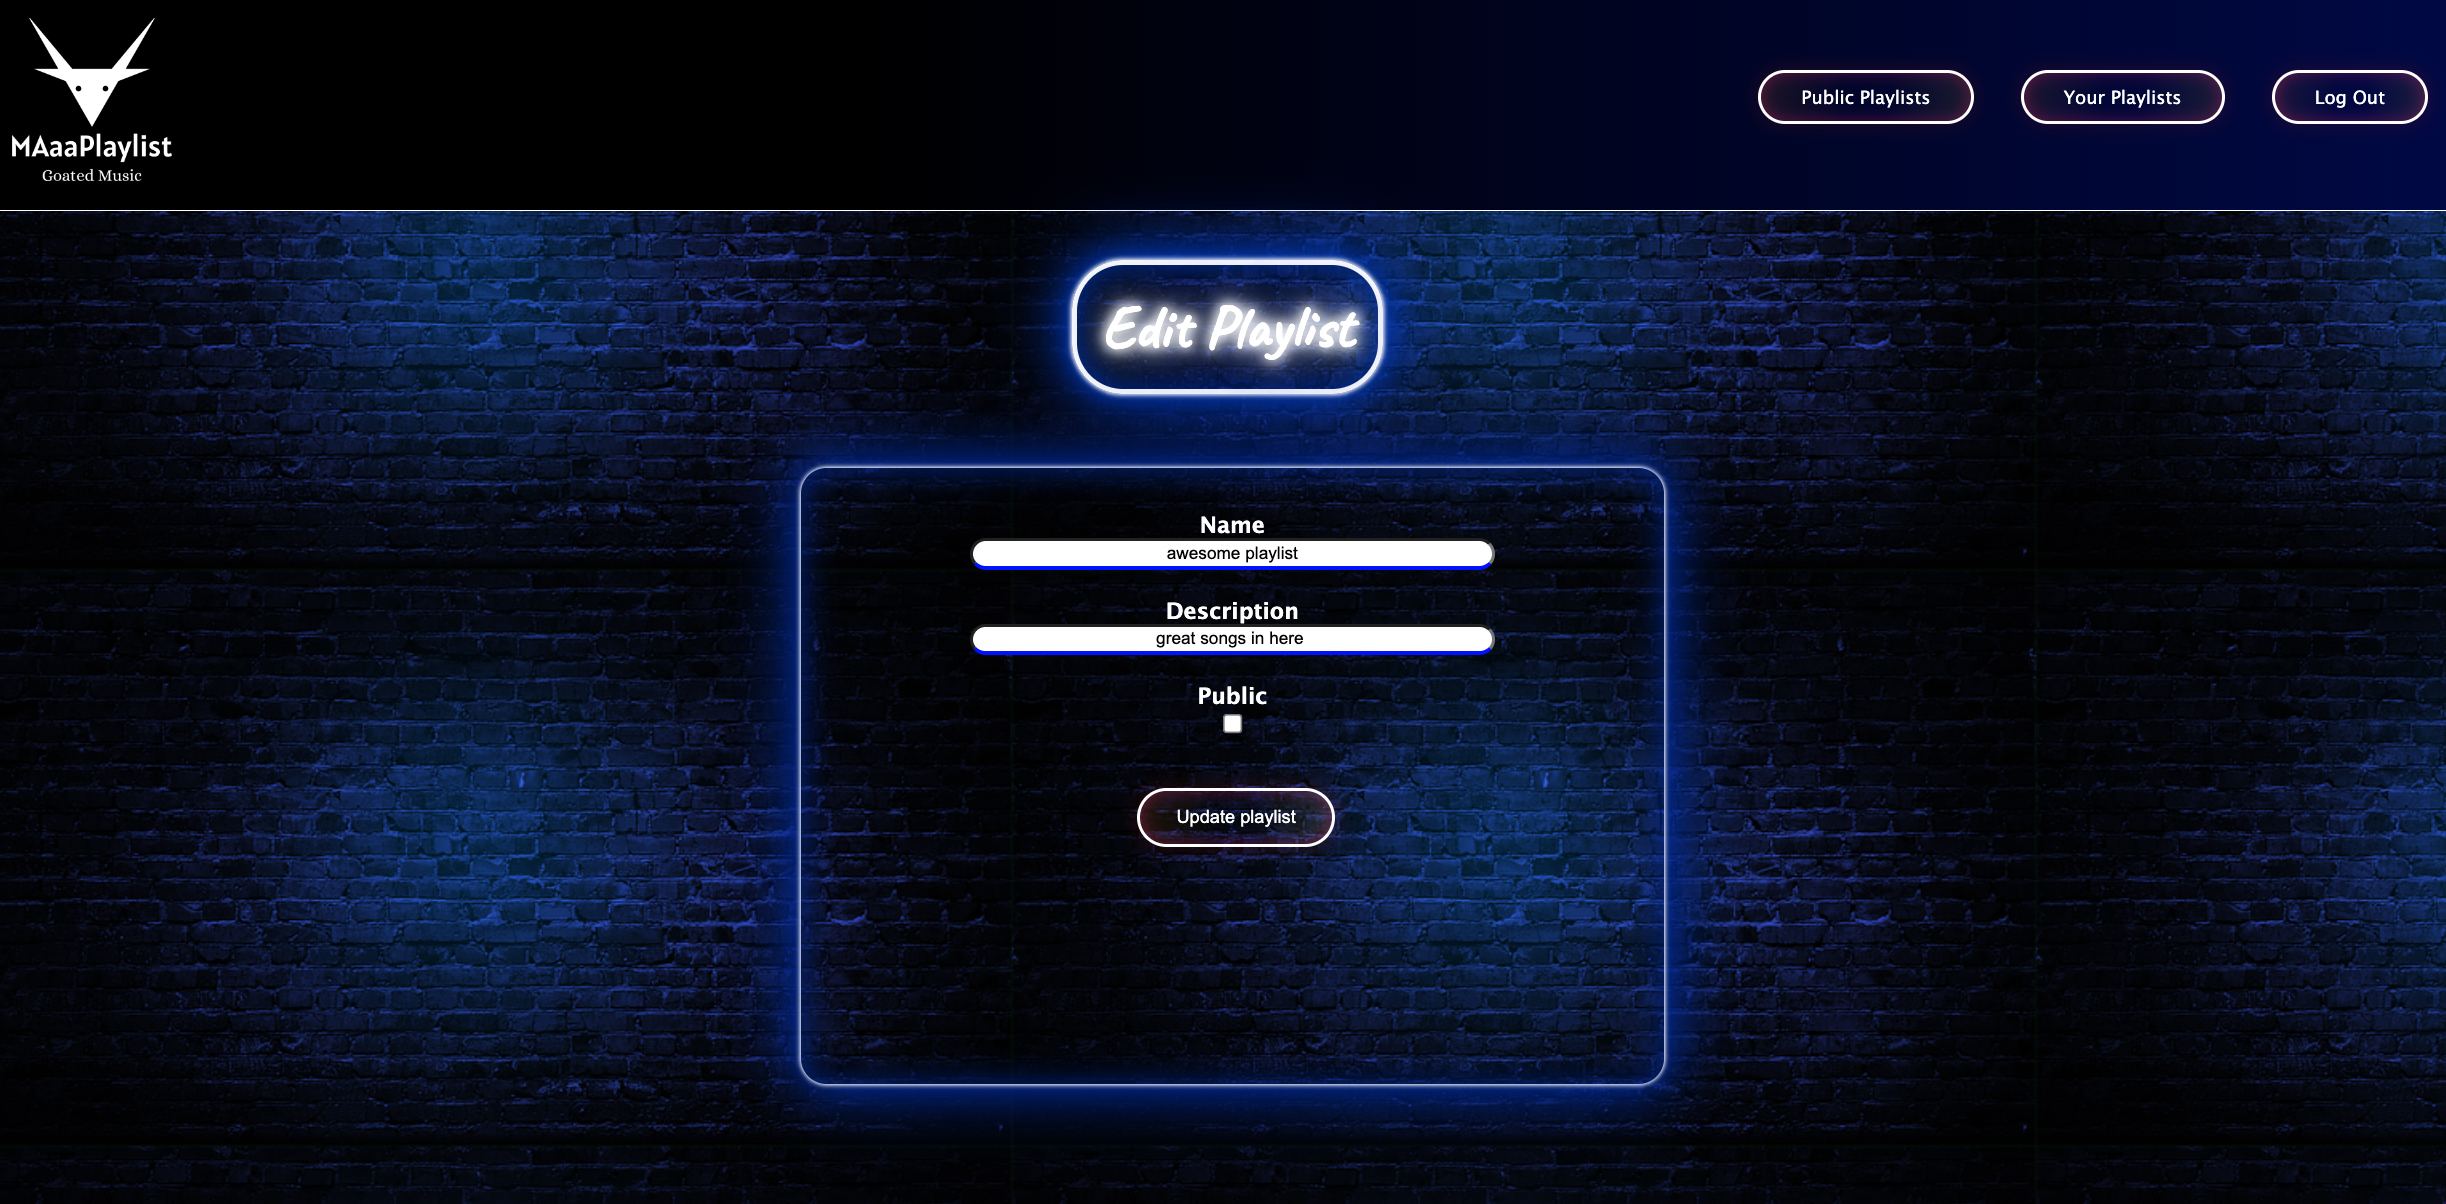 MAaaPlaylist
Goated Music
Public Playlists
Your Playlists
Log Out
Edit Playlist
Name
awesome playlist
Description
great songs in here
Public
Update playlist